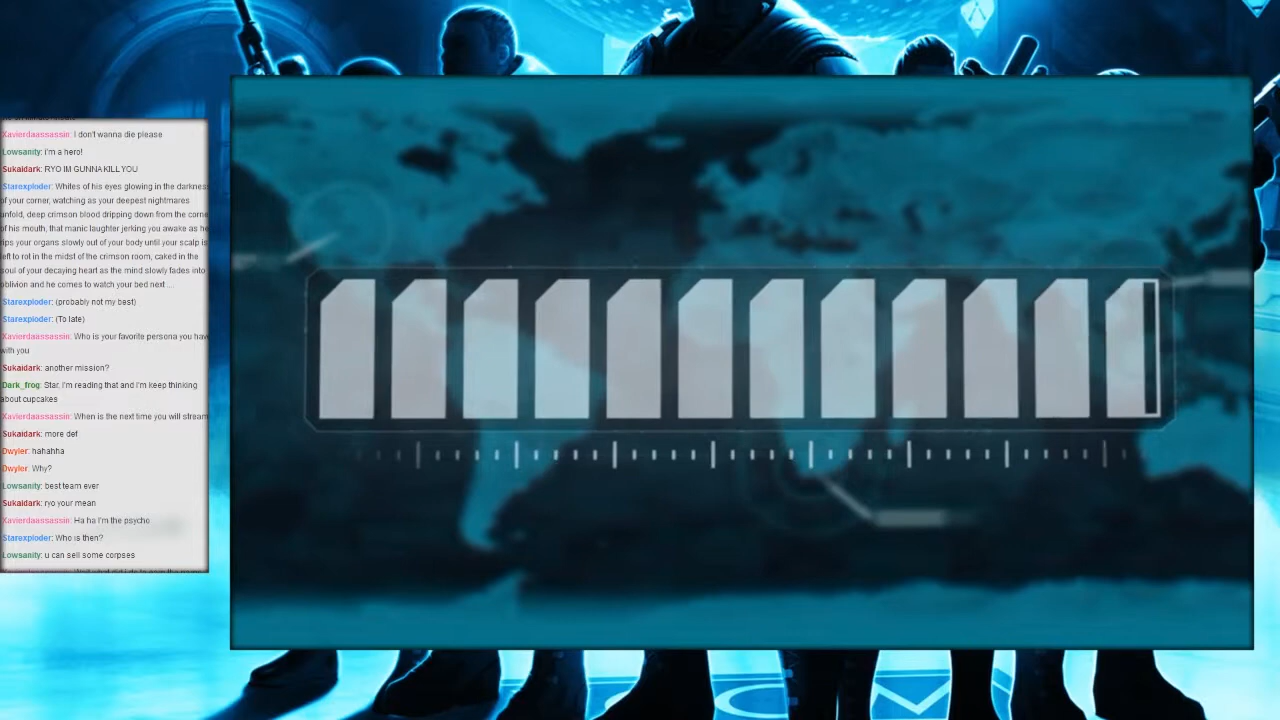 Xavierdaassassin: I don't wanna die please
Lowsanity: i'm a hero!
Sukaidark: RYO IM GUNNA KILL YOU
Starexploder: Whites of his eyes glowing in the darkness
of your corner, watching as your deepest nightmares
unfold, deep crimson blood dripping down from the corne
of his mouth, that manic laughter jerking you awake as he
rips your organs slowly out of your body until your scalp is
left to rot in the midst of the crimson room, caked in the
soul of your decaying heart as the mind slowly fades into
oblivion and he comes to watch your bed next ....
Starexploder: (probably not my best)
Starexploder: (To late)
Xavierdaassassin: Who is your favorite persona you have
with you
Sukaidark: another mission?
Dark_frog: Star, I'm reading that and I'm keep thinking
about cupcakes
Xavierdaassassin: When is the next time you will stream
Sukaidark: more def
Dwyler: hahahha
Dwyler: Why?
Lowsanity: best team ever
Sukaidark: ryo your mean
Xavierdaassassin: Ha ha I'm the psycho
Starexploder: Who is then?
Lowsanity: u can sell some corpses